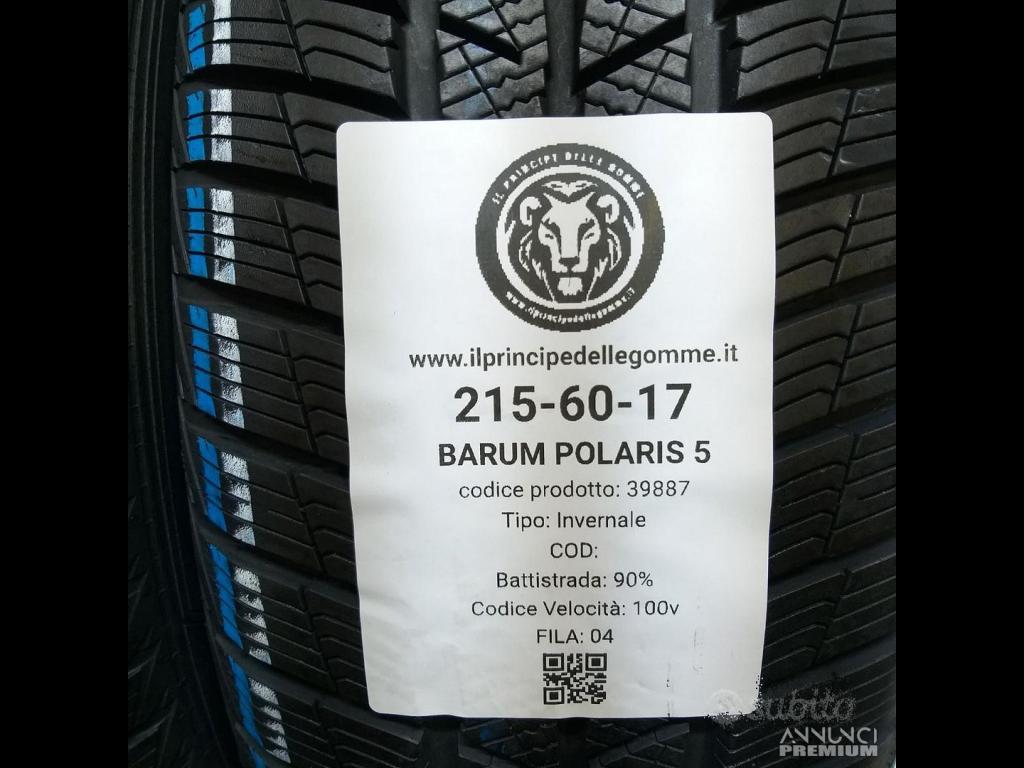 IL PRINCIPE DELLE GOMME
www.ilprincipedellegomme.it
www.ilprincipedellegomme.it
215-60-17
BARUM POLARIS 5
codice prodotto: 39887
Tipo: Invernale
COD:
Battistrada: 90%
Codice Velocità: 100v
FILA: 04
subito
ANNUNCI
PREMIUM